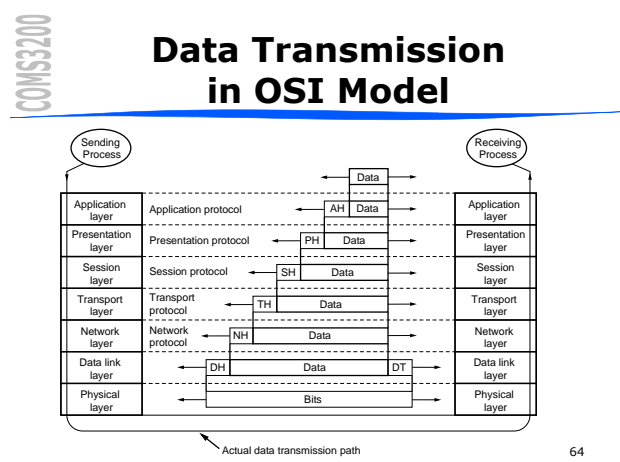 COMS3200
Data Transmission
in OSI Model
Sending
Process
Receiving
Process
Data
Application
layer
Application protocol
AH
Data
Application
layer
Presentation
layer
Presentation protocol
PH
Data
Presentation
layer
Session
layer
Session protocol
SH
Data
Session
layer
Transport
layer
Transport
protocol
TH
Data
Transport
layer
Network
layer
Network
protocol
NH
Data
Network
layer
Data link
layer
DH
Data
DT
Data link
layer
Physical
layer
Bits
Physical
layer
Actual data transmission path
64